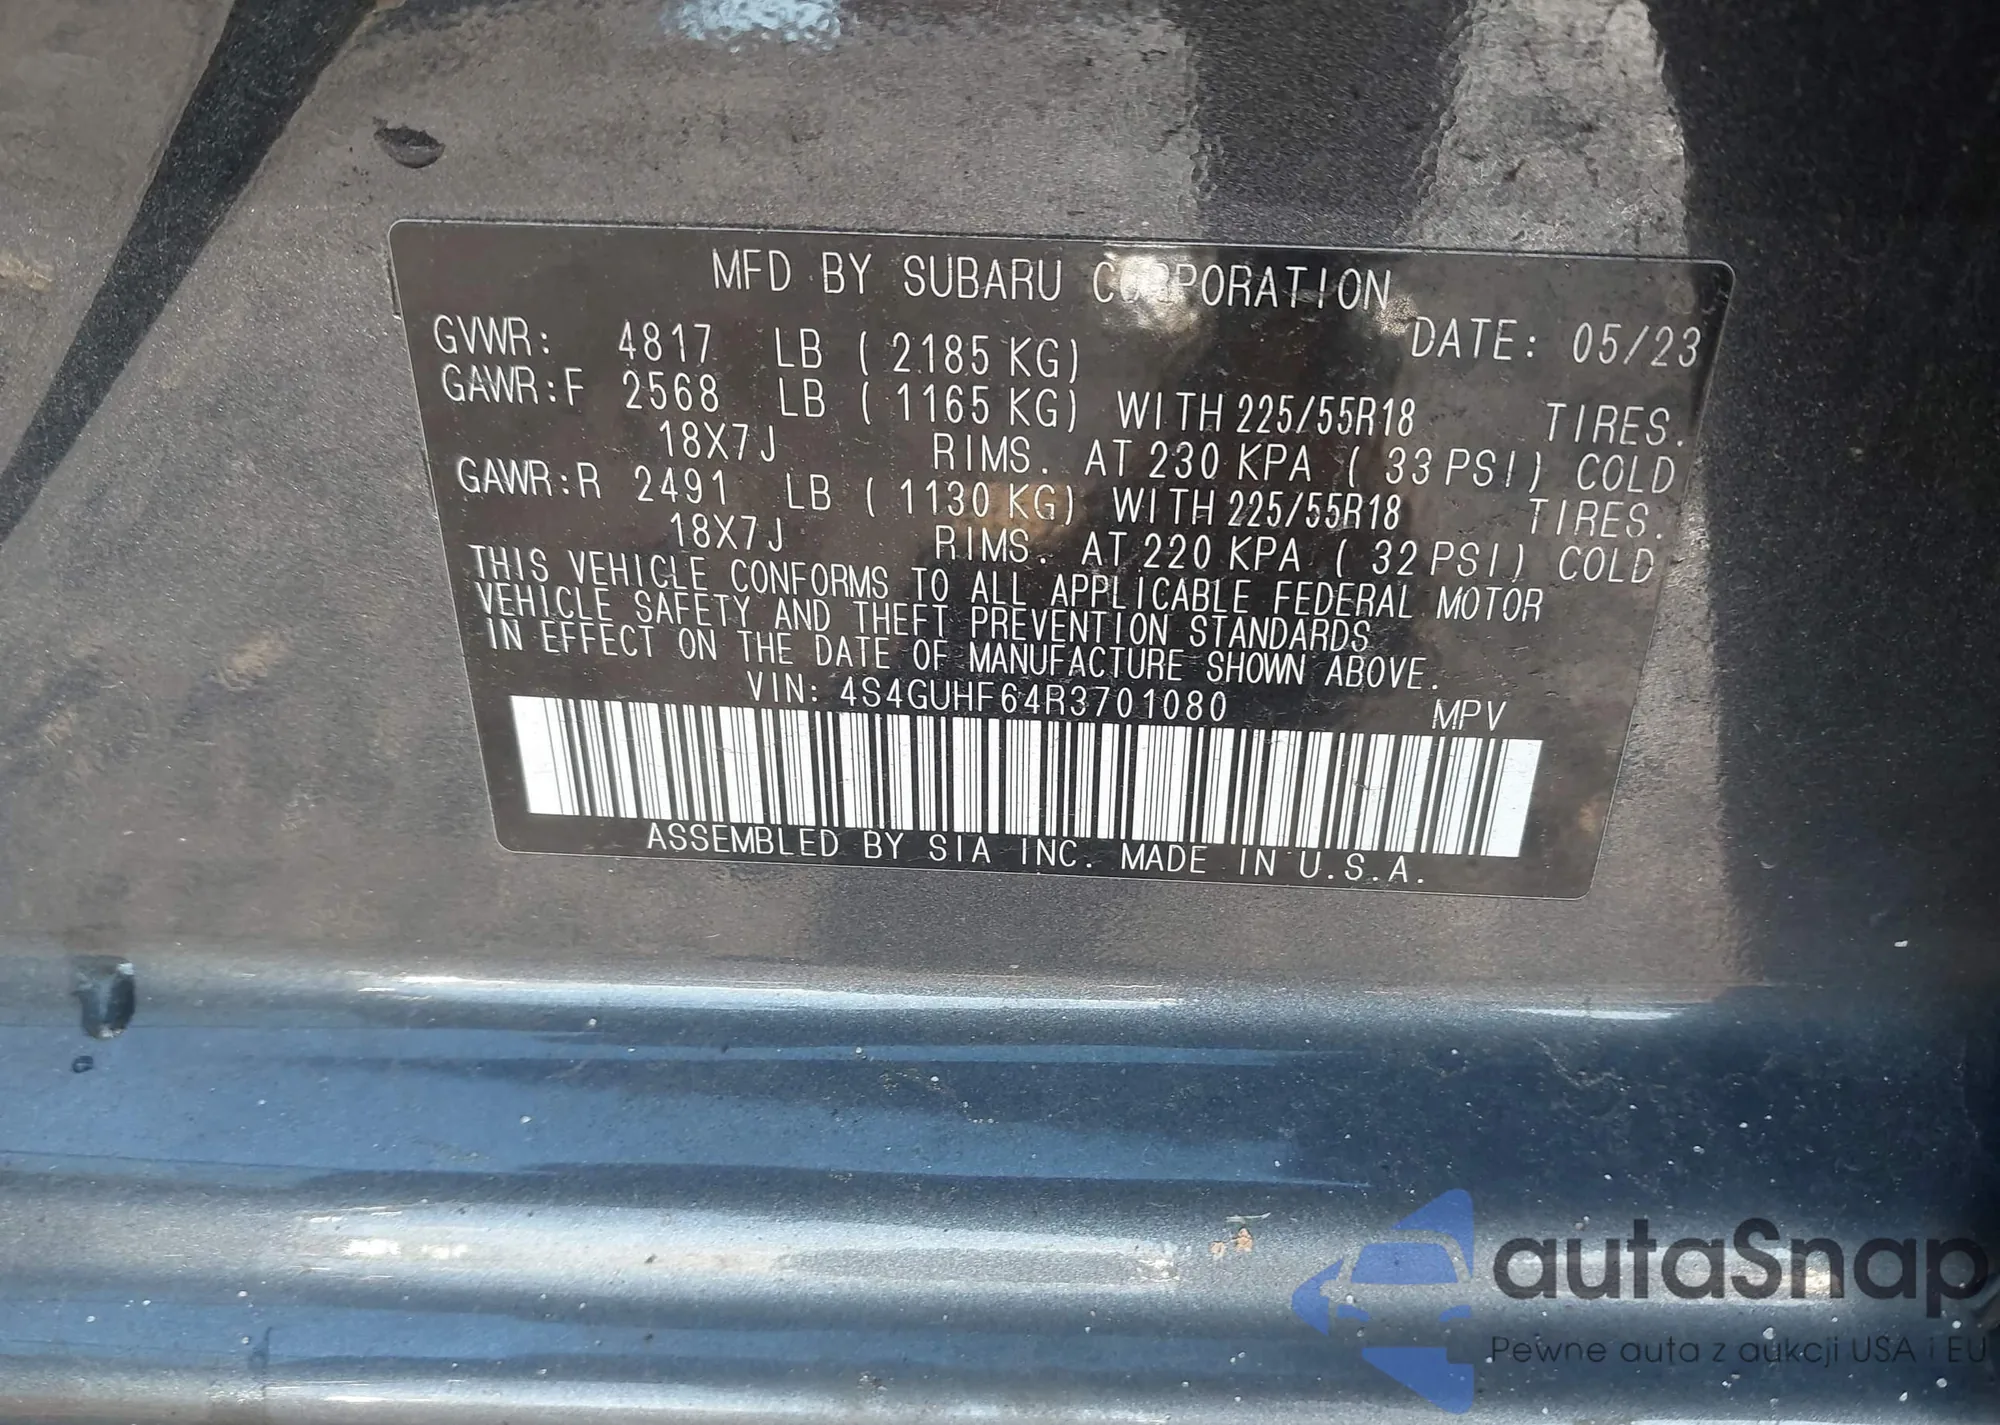 MFD BY SUBARU CORPORATION
DATE: 05/23
GVWR: 4817 LB ( 2185 KG)
GAWR:F 2568 LB ( 1165 KG) WITH 225/55R18 TIRES.
18X7J RIMS. AT 230 KPA ( 33 PSI) COLD
GAWR:R 2491 LB ( 1130 KG) WITH 225/55R18 TIRES.
18X7J RIMS. AT 220 KPA ( 32 PSI) COLD
THIS VEHICLE CONFORMS TO ALL APPLICABLE FEDERAL MOTOR
VEHICLE SAFETY AND THEFT PREVENTION STANDARDS
IN EFFECT ON THE DATE OF MANUFACTURE SHOWN ABOVE.
VIN: 4S4GUHF64R3701080 MPV
ASSEMBLED BY SIA INC. MADE IN U.S.A.
autaSnap
Pewne auta z aukcji USA i EU